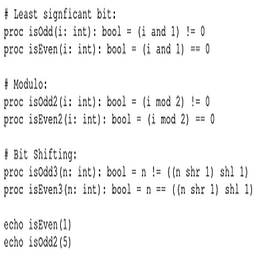 # Least signficant bit:
proc isOdd(i: int): bool = (i and 1) != 0
proc isEven(i: int): bool = (i and 1) == 0

# Modulo:
proc isOdd2(i: int): bool = (i mod 2) != 0
proc isEven2(i: int): bool = (i mod 2) == 0

# Bit Shifting:
proc isOdd3(n: int): bool = n != ((n shr 1) shl 1)
proc isEven3(n: int): bool = n == ((n shr 1) shl 1)

echo isEven(1)
echo isOdd2(5)